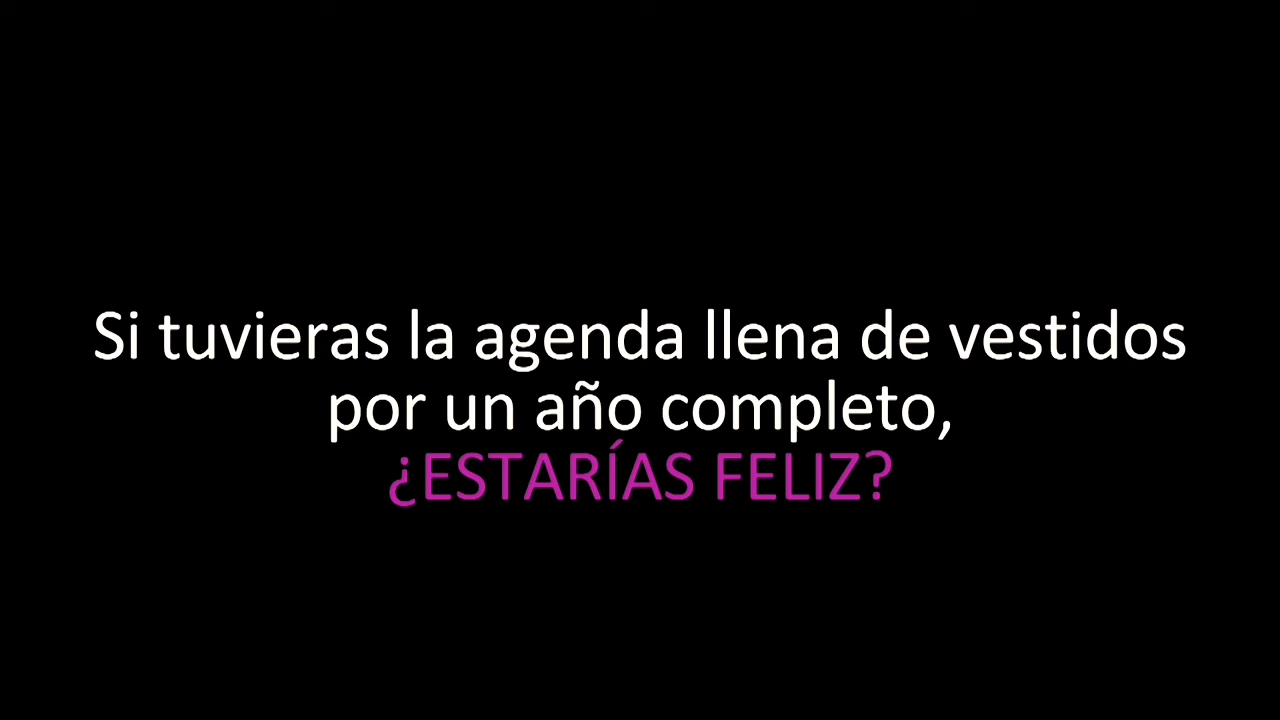 Si tuvieras la agenda llena de vestidos
por un año completo,
¿ESTARÍAS FELIZ?